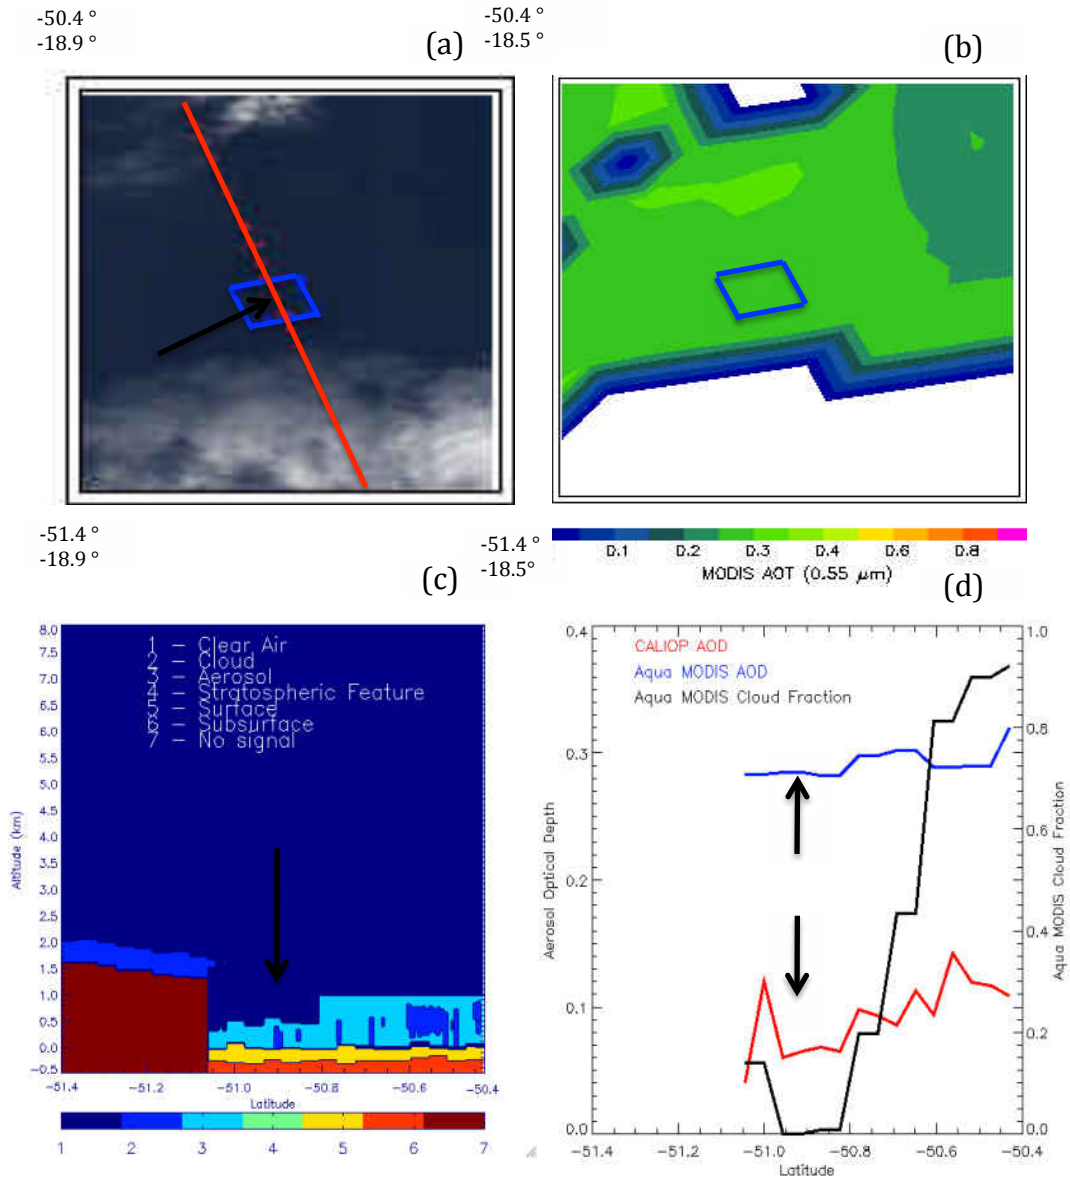 -50.4 °
-18.9 °
(a)
-50.4 °
-18.5 °
(b)
-51.4 °
-18.9 °
(c)
-51.4 °
-18.5°
0.1 0.2 0.3 0.4 0.6 0.8
MODIS AOT (0.55 μm)
(d)
8.0
7.5
7.0
6.5
6.0
5.5
5.0
4.5
4.0
3.5
3.0
2.5
2.0
1.5
1.0
0.5
0.0
-0.5
Altitude (km)
1 – Clear Air
2 – Cloud
3 – Aerosol
4 – Stratospheric Feature
5 – Surface
6 – Subsurface
7 – No signal
-51.4 -51.2 -51.0 -50.8 -50.6 -50.4
Latitude
1 2 3 4 5 6 7
0.4
0.3
0.2
0.1
0.0
Aerosol Optical Depth
CALIOP AOD
Aqua MODIS AOD
Aqua MODIS Cloud Fraction
1.0
0.8
0.6
0.4
0.2
0.0
Aqua MODIS Cloud Fraction
-51.4 -51.2 -51.0 -50.8 -50.6 -50.4
Latitude